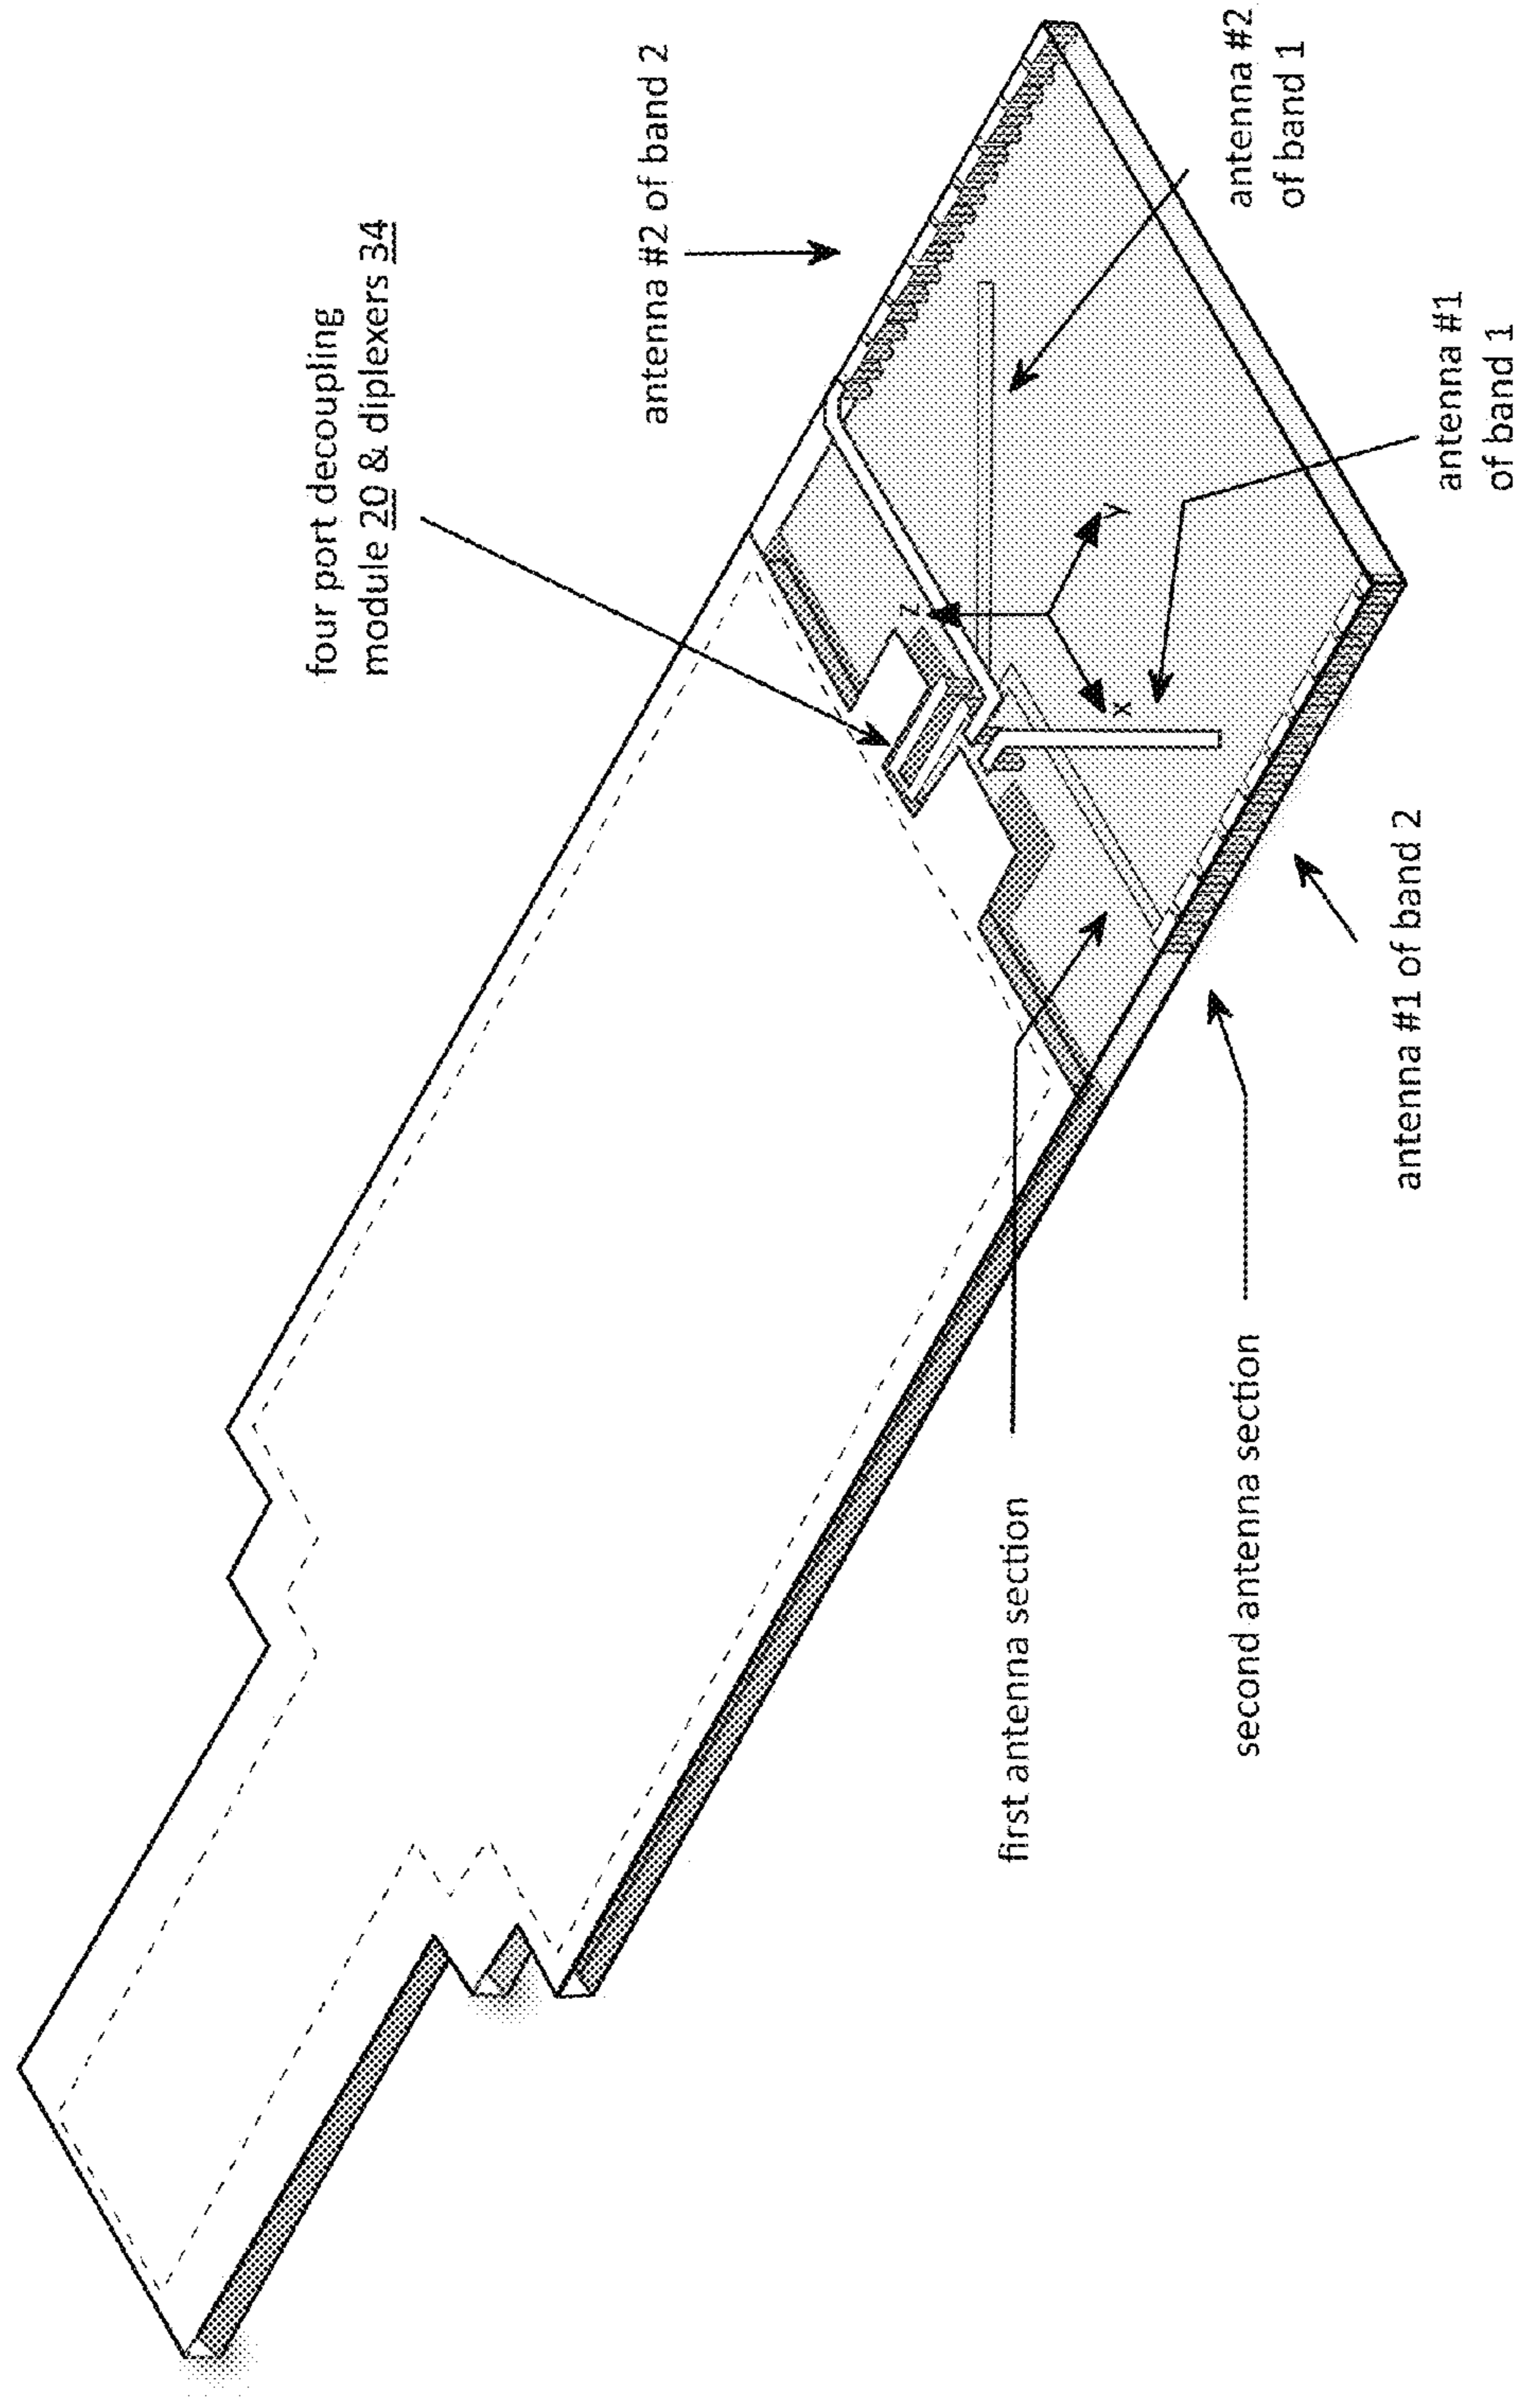 four port decoupling
module 20 & diplexers 34
antenna #2 of band 2
antenna #2
of band 1
antenna #1
of band 1
z
y
x
antenna #1 of band 2
first antenna section
second antenna section